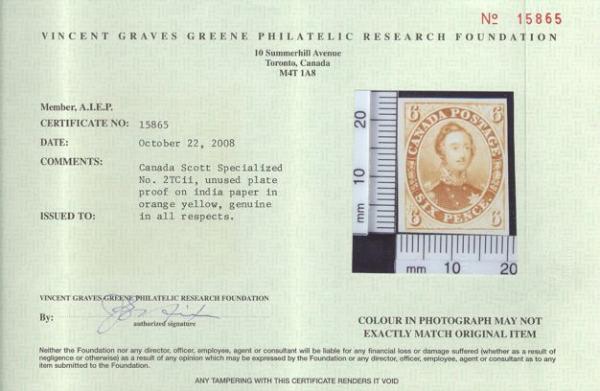 No 15865
VINCENT GRAVES GREENE PHILATELIC RESEARCH FOUNDATION
10 Summerhill Avenue
Toronto, Canada
M4T 1A8
Member, A.I.E.P.
CERTIFICATE NO: 15865
DATE: October 22, 2008
COMMENTS: Canada Scott Specialized
No. 2TCii, unused plate
proof on india paper in
orange yellow, genuine
ISSUED TO: in all respects.
20
10
mm
6 CANADA POSTAGE 6
6 SIX PENCE 6
mm 10 20
VINCENT GRAVES GREENE PHILATELIC RESEARCH FOUNDATION
By:
authorized signature
COLOUR IN PHOTOGRAPH MAY NOT
EXACTLY MATCH ORIGINAL ITEM
Neither the Foundation nor any director, officer, employee, agent or consultant will be liable for any financial loss or damage suffered (whether as a result of
negligence or otherwise) as a result of any opinion which may be expressed by the Foundation or any director, officer, employee, agent or consultant as to any
item submitted to the Foundation.
ANY TAMPERING WITH THIS CERTIFICATE RENDERS IT VOID